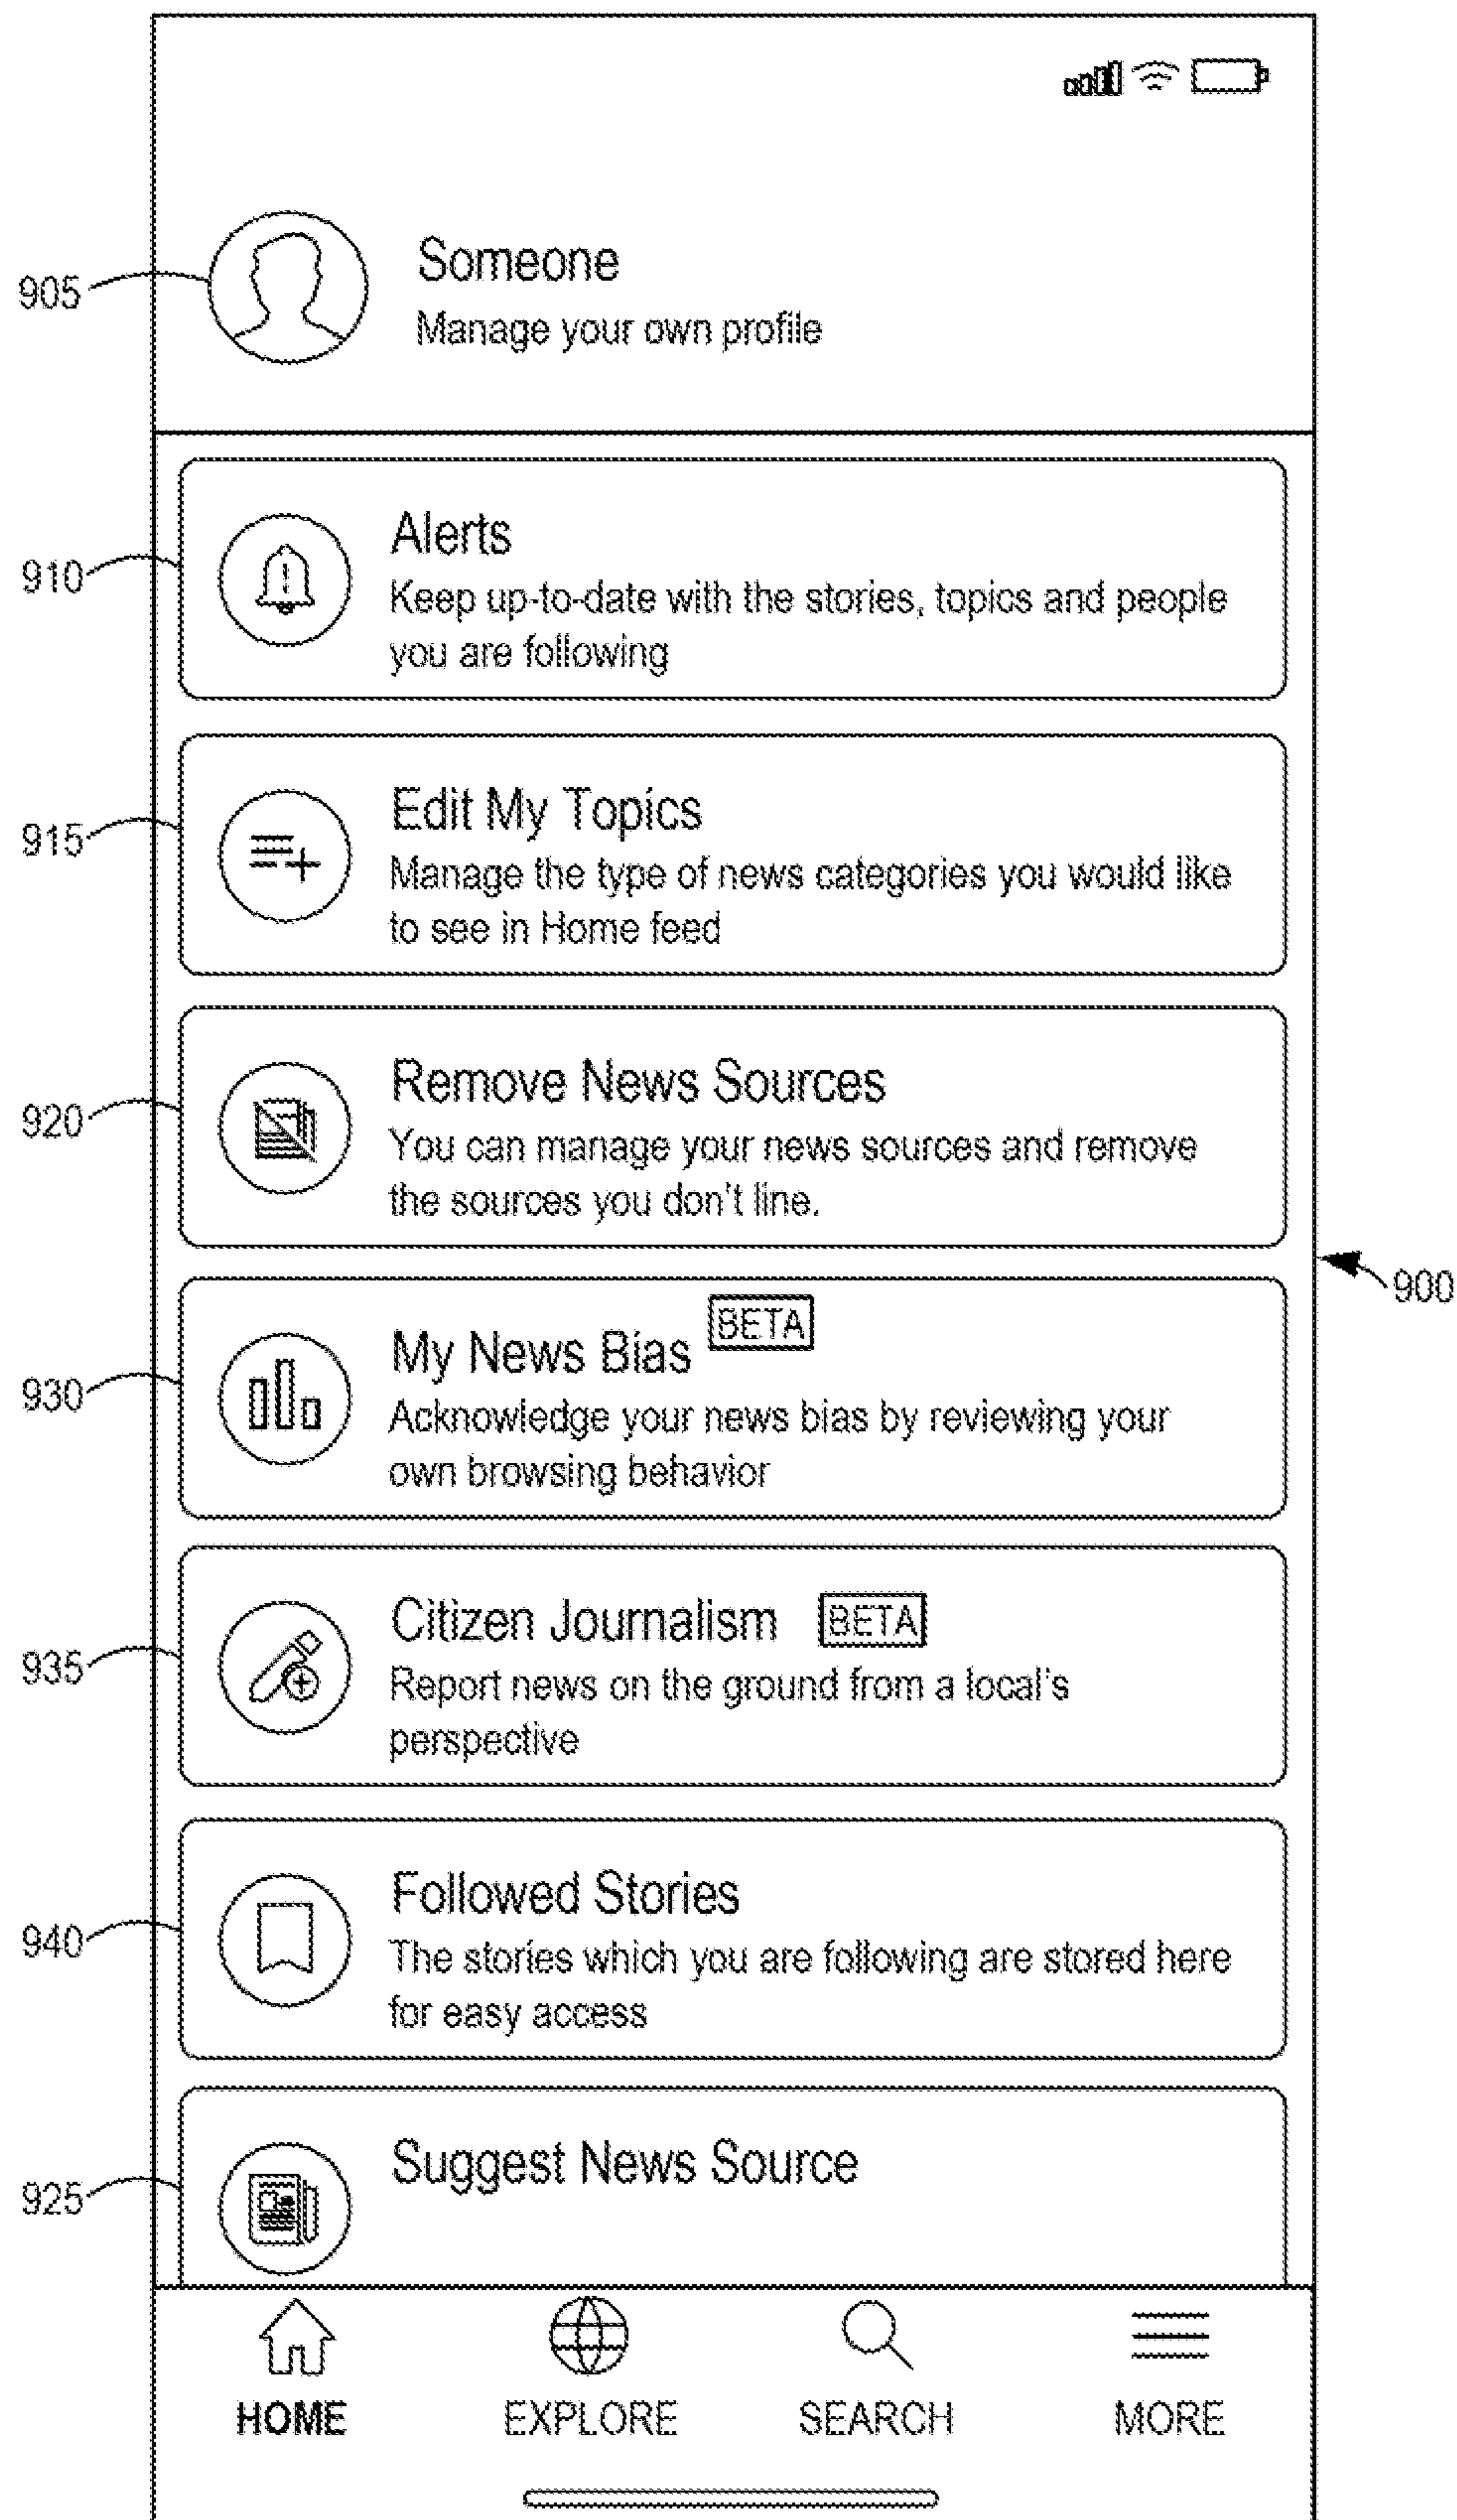 905
Someone
Manage your own profile
910
Alerts
Keep up-to-date with the stories, topics and people
you are following
915
Edit My Topics
Manage the type of news categories you would like
to see in Home feed
920
Remove News Sources
You can manage your news sources and remove
the sources you don't line.
900
930
My News Bias BETA
Acknowledge your news bias by reviewing your
own browsing behavior
935
Citizen Journalism BETA
Report news on the ground from a local's
perspective
940
Followed Stories
The stories which you are following are stored here
for easy access
925
Suggest News Source
HOME EXPLORE SEARCH MORE